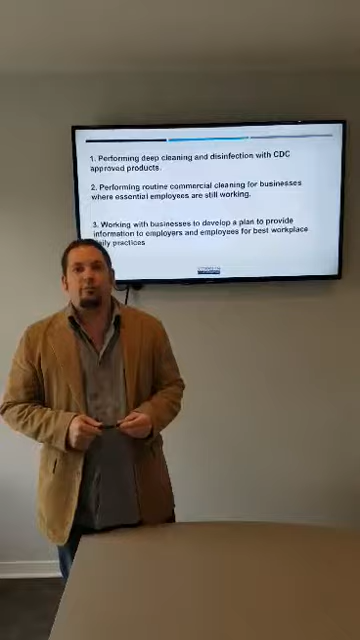 1. Performing deep cleaning and disinfection with CDC
approved products.
2. Performing routine commercial cleaning for businesses
where essential employees are still working.
3. Working with businesses to develop a plan to provide
information to employers and employees for best workplace
daily practices